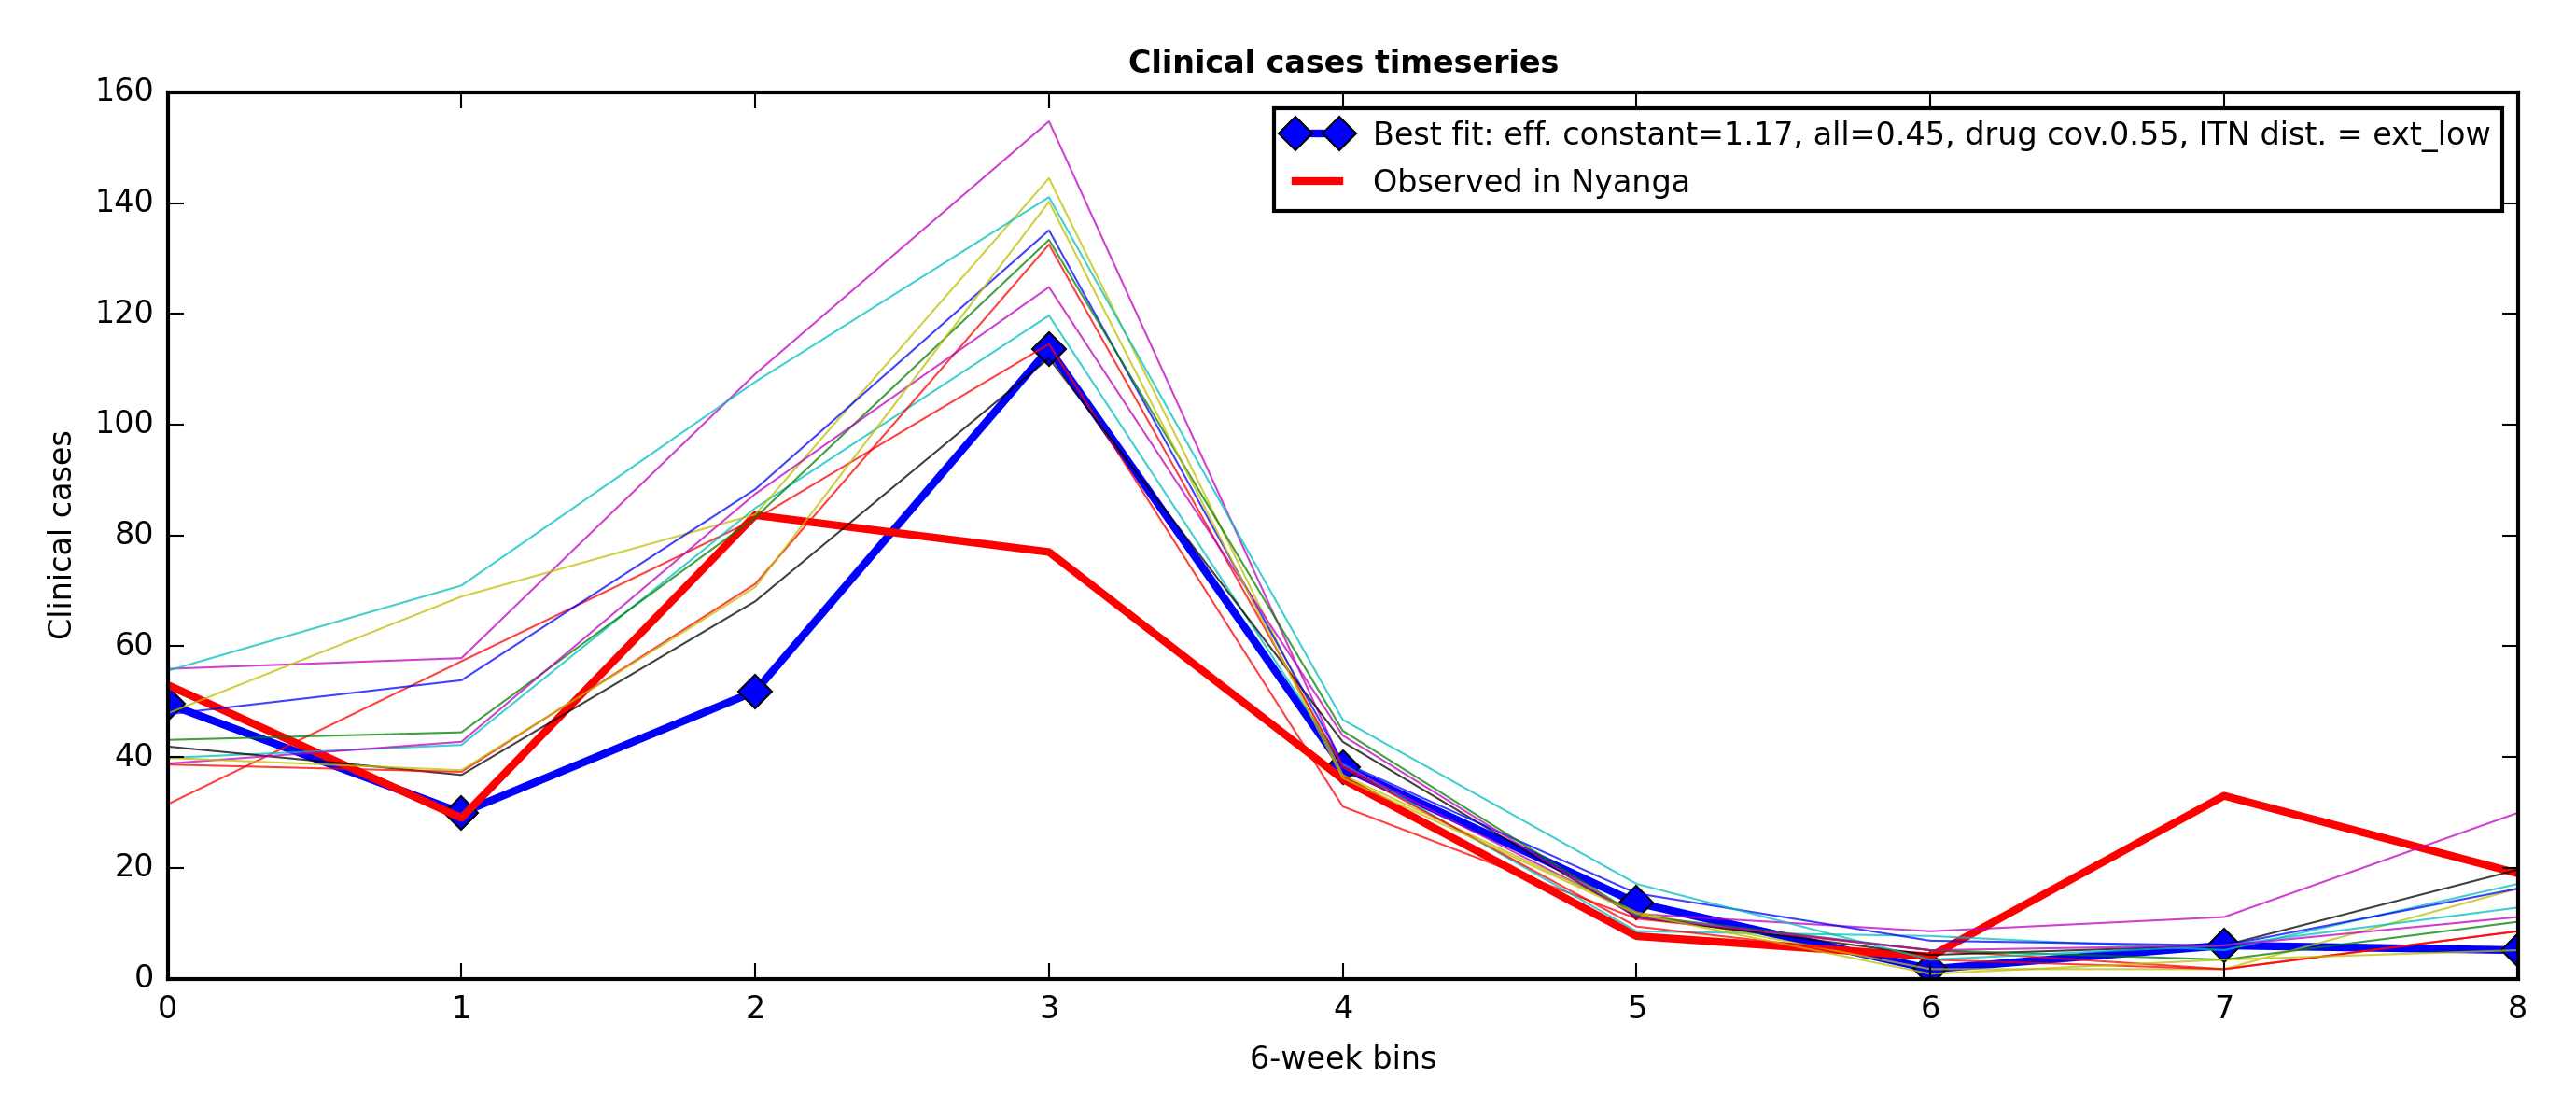 Clinical cases timeseries
160
140
120
100
80
60
40
20
0
Clinical cases
Best fit: eff. constant=1.17, all=0.45, drug cov.0.55, ITN dist. = ext_low
Observed in Nyanga
0 1 2 3 4 5 6 7 8
6-week bins